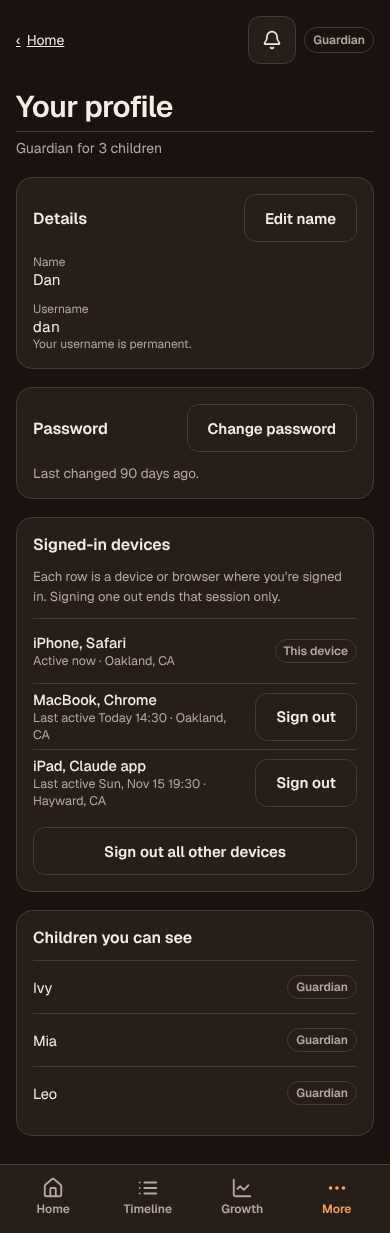 ‹ Home
Guardian
Your profile
Guardian for 3 children
Details
Edit name
Name
Dan
Username
dan
Your username is permanent.
Password
Change password
Last changed 90 days ago.
Signed-in devices
Each row is a device or browser where you're signed
in. Signing one out ends that session only.
iPhone, Safari
Active now · Oakland, CA
This device
MacBook, Chrome
Last active Today 14:30 · Oakland,
CA
Sign out
iPad, Claude app
Last active Sun, Nov 15 19:30 ·
Hayward, CA
Sign out
Sign out all other devices
Children you can see
Ivy
Guardian
Mia
Guardian
Leo
Guardian
Home
Timeline
Growth
More